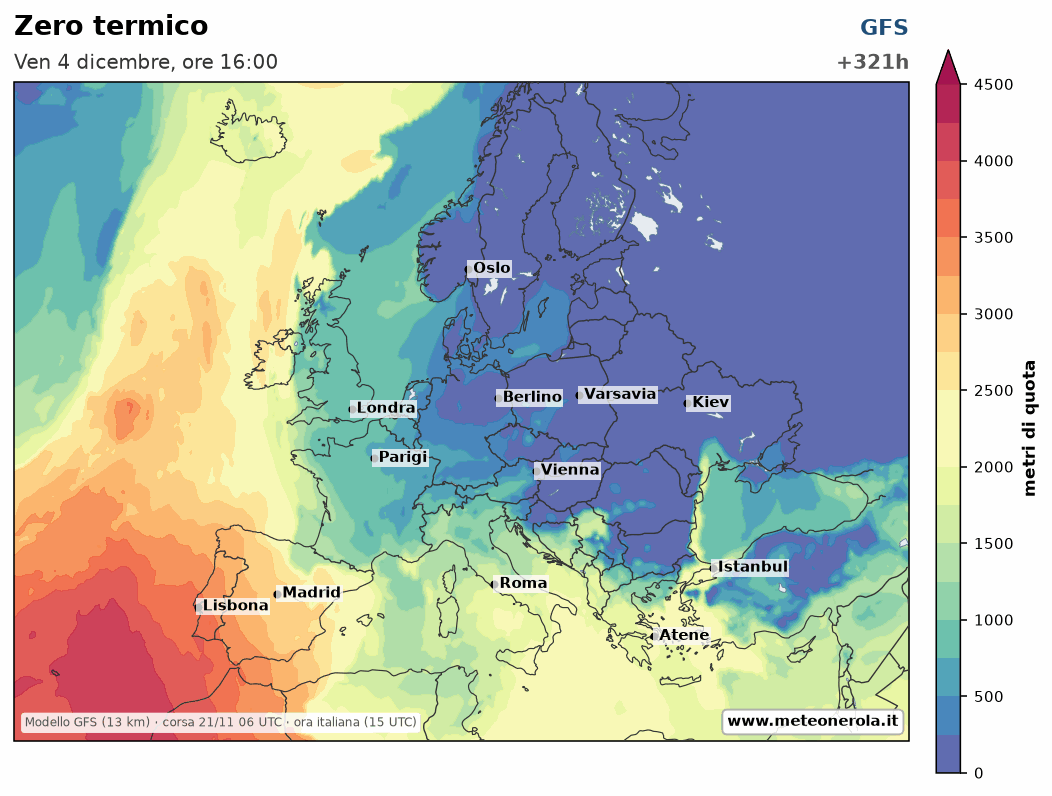 Zero termico
GFS
Ven 4 dicembre, ore 16:00
+321h
4500
4000
3500
3000
2500
2000
1500
1000
500
0
metri di quota
Oslo
Berlino
Varsavia
Kiev
Londra
Parigi
Vienna
Istanbul
Roma
Madrid
Lisbona
Atene
Modello GFS (13 km) · corsa 21/11 06 UTC · ora italiana (15 UTC)
www.meteonerola.it